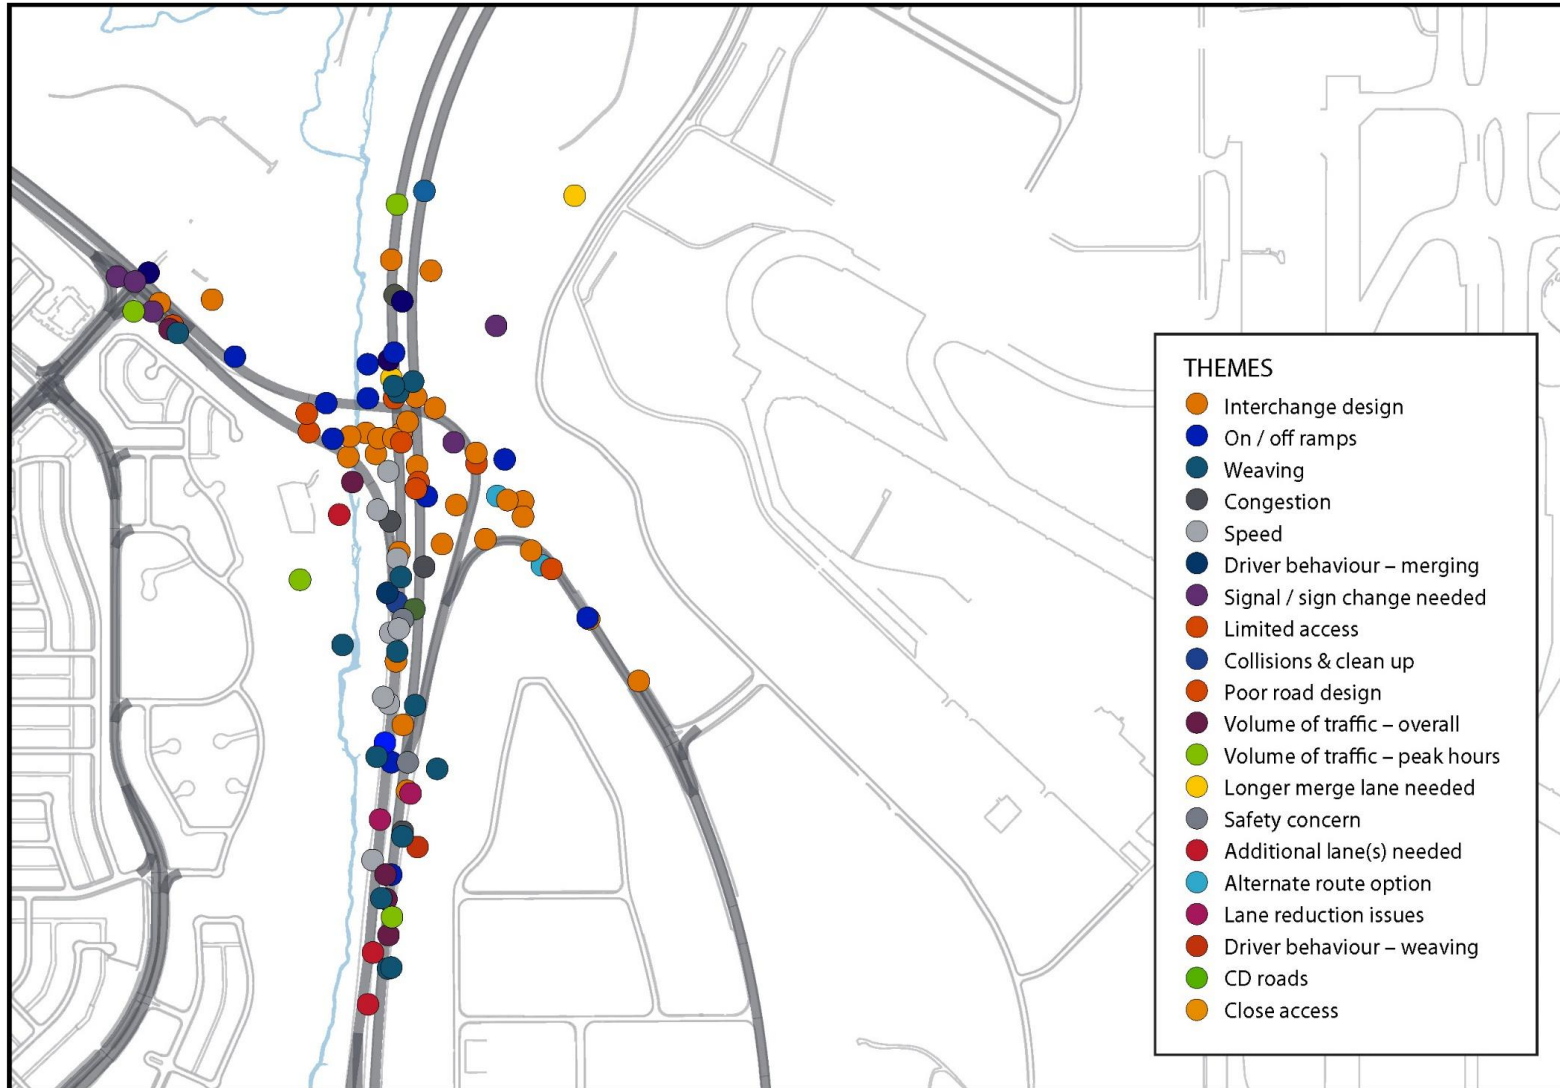 THEMES
Interchange design
On / off ramps
Weaving
Congestion
Speed
Driver behaviour – merging
Signal / sign change needed
Limited access
Collisions & clean up
Poor road design
Volume of traffic – overall
Volume of traffic – peak hours
Longer merge lane needed
Safety concern
Additional lane(s) needed
Alternate route option
Lane reduction issues
Driver behaviour – weaving
CD roads
Close access